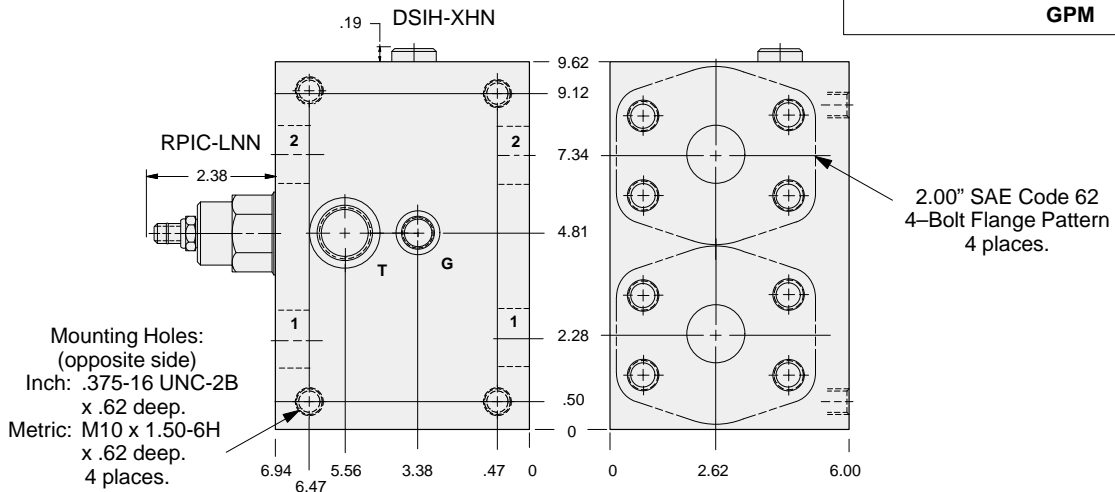 GPM
.19
DSIH-XHN
9.62
9.12
RPIC-LNN
2
2
7.34
2.38
2.00” SAE Code 62
4–Bolt Flange Pattern
4 places.
4.81
T
G
1
1
2.28
Mounting Holes:
(opposite side)
Inch: .375-16 UNC-2B
x .62 deep.
Metric: M10 x 1.50-6H
x .62 deep.
4 places.
.50
0
6.94
6.47
5.56
3.38
.47
0
0
2.62
6.00